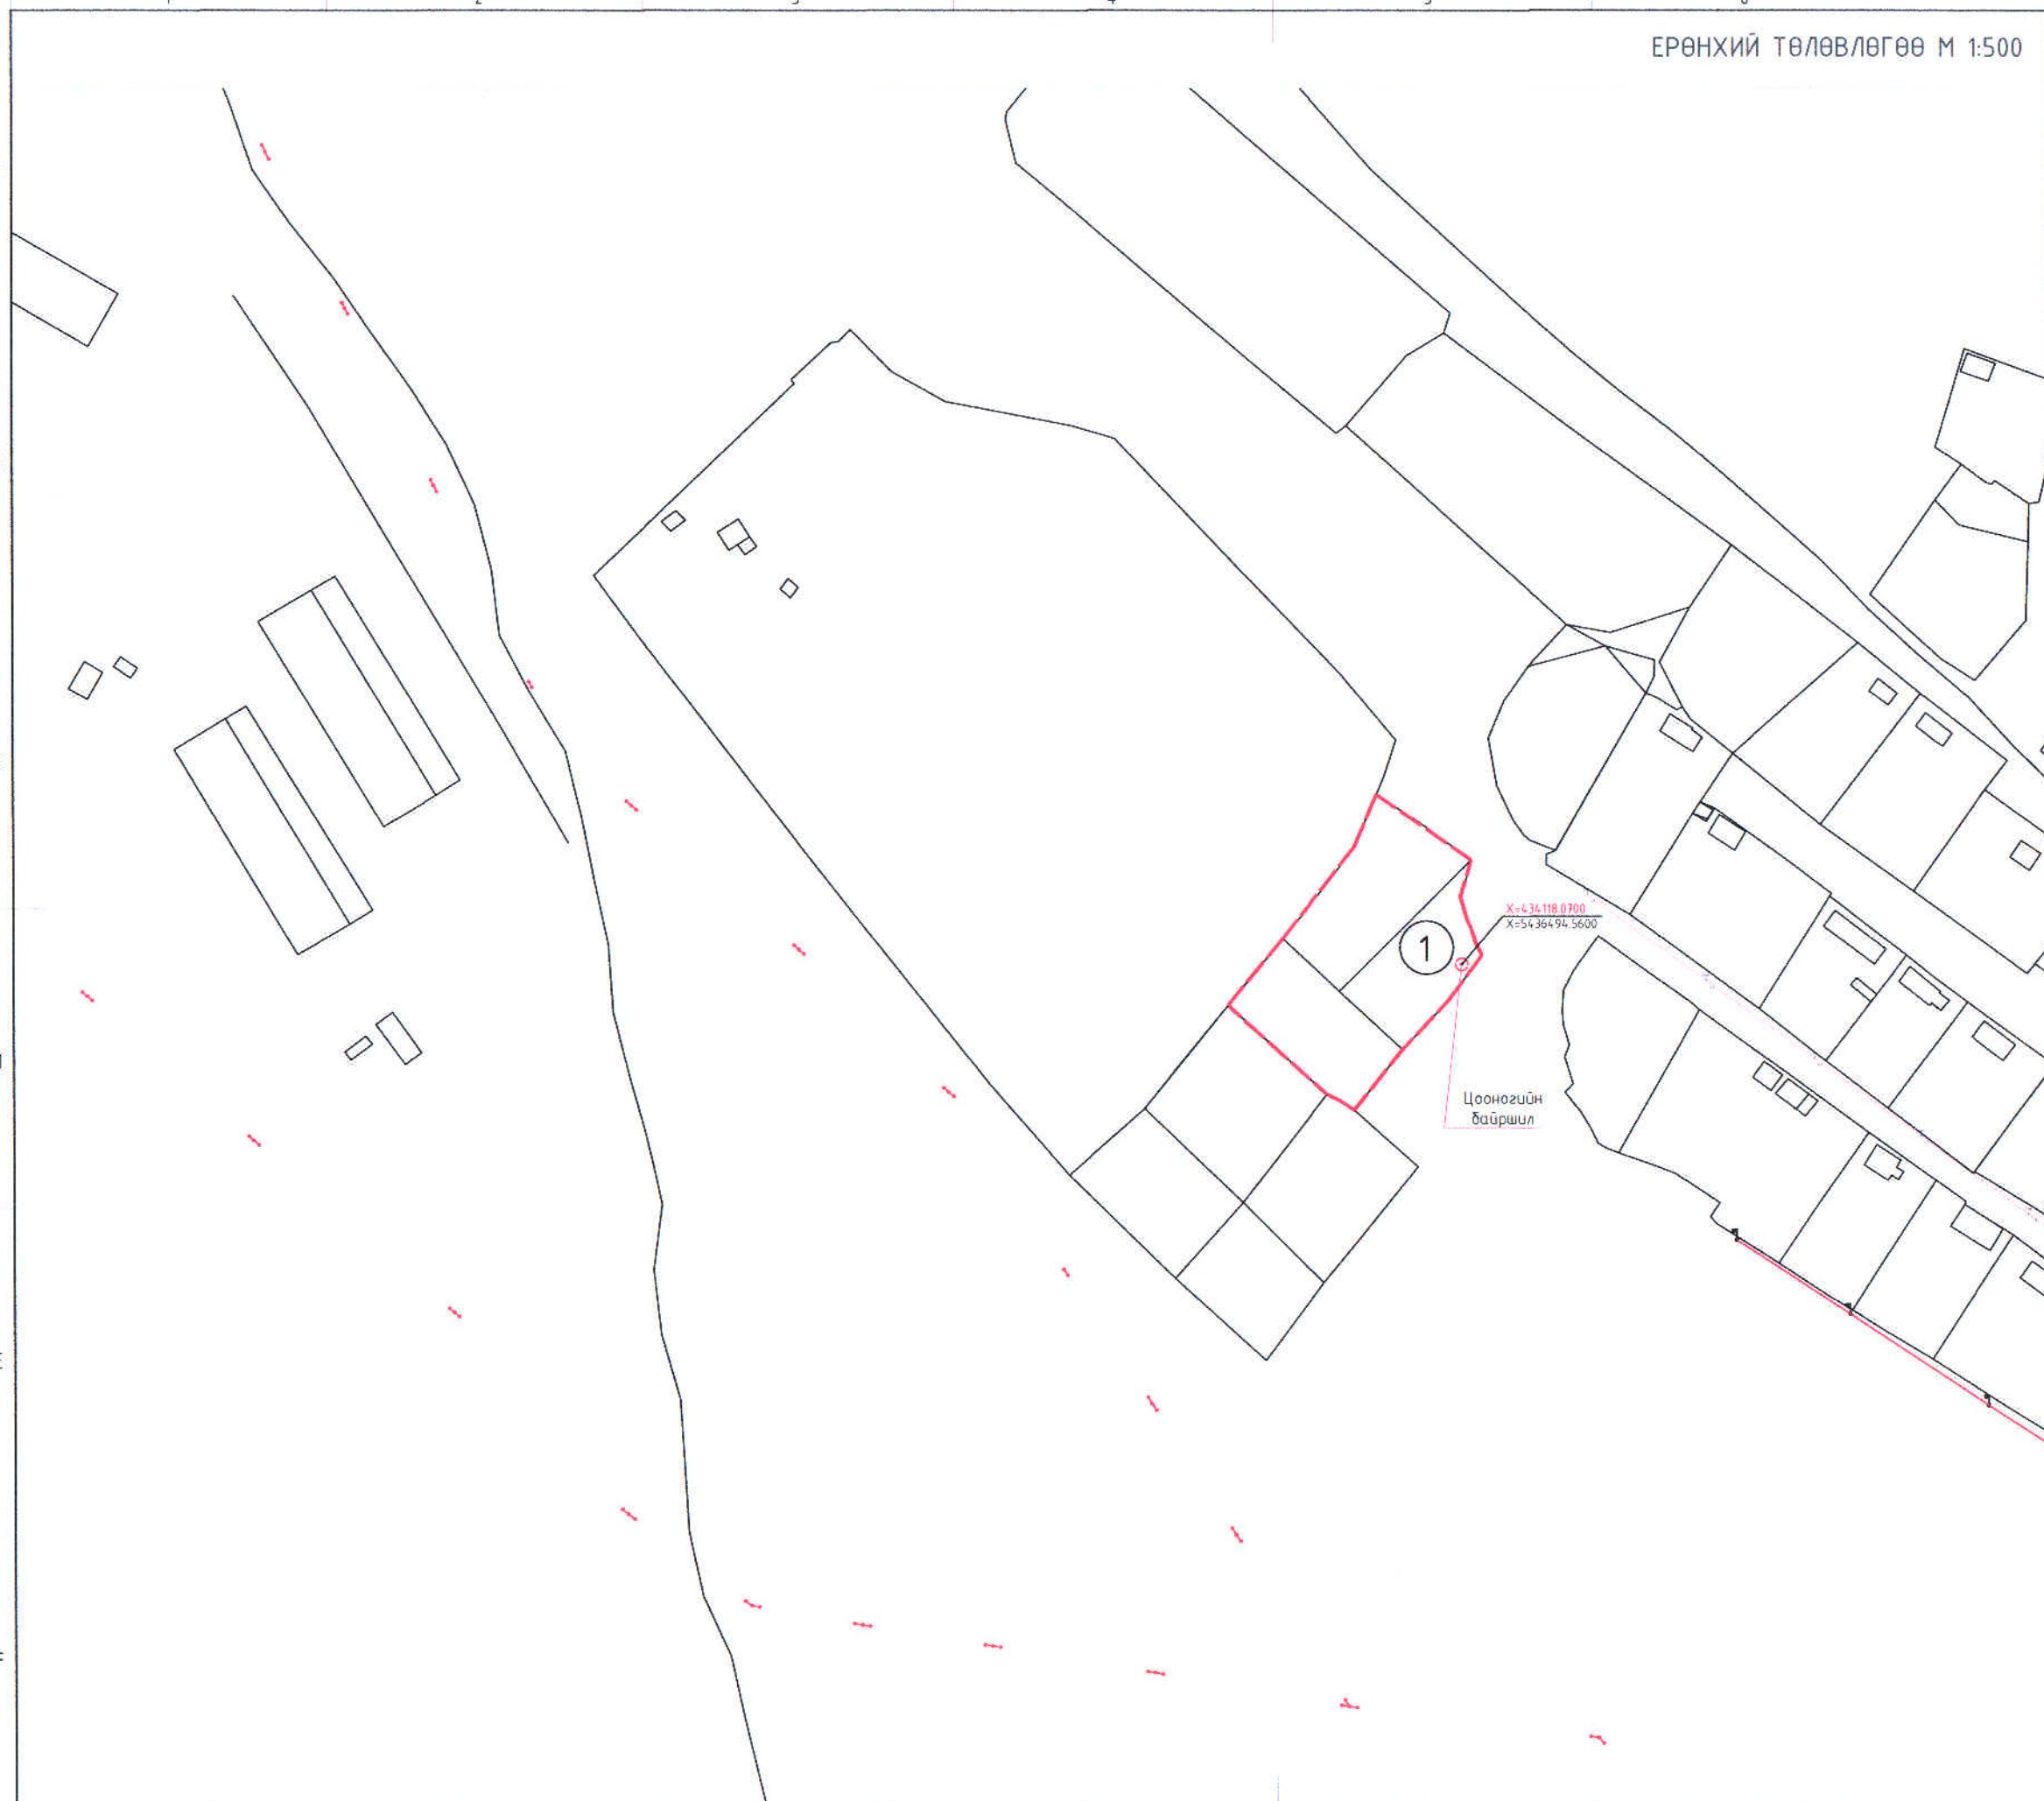 ЕРӨНХИЙ ТӨЛӨВЛӨГӨӨ М 1:500
X=434118.0700
X=5436494.5600
1
Цооногийн
байршил